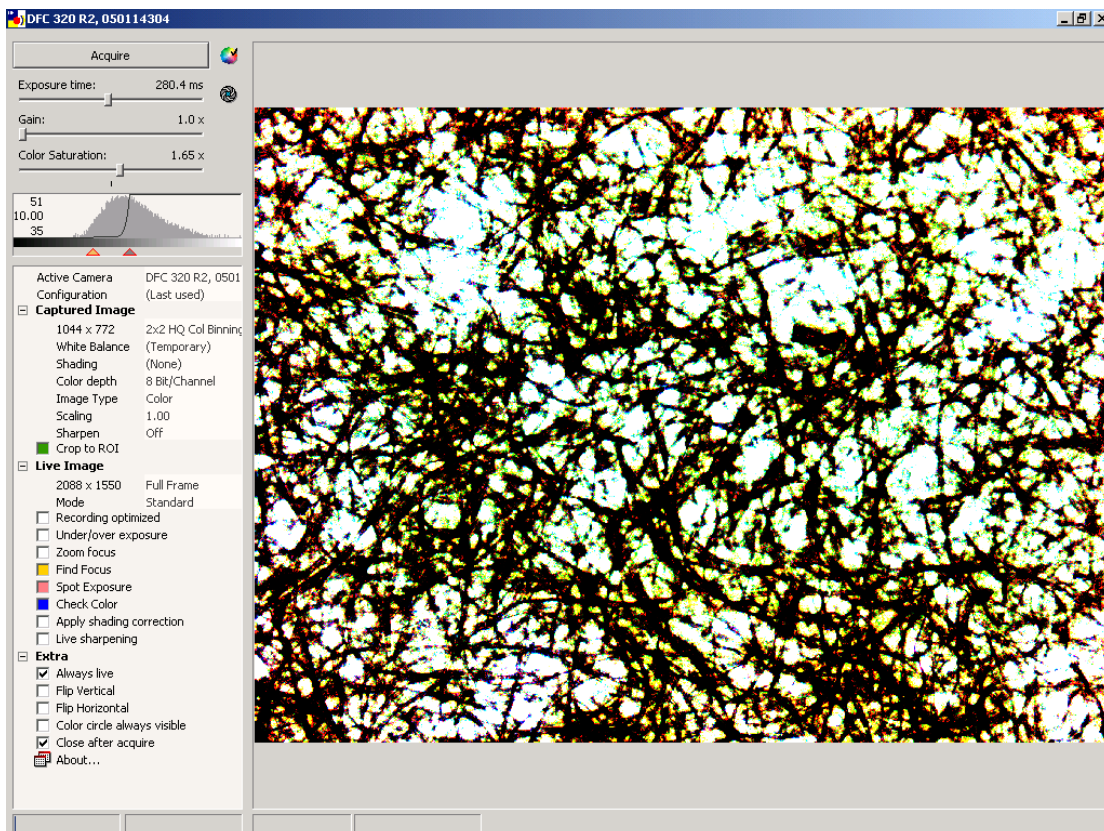 DFC 320 R2, 050114304
Acquire
Exposure time: 280.4 ms
Gain: 1.0 x
Color Saturation: 1.65 x
51
10.00
35
Active Camera DFC 320 R2, 0501
Configuration (Last used)
Captured Image
1044 x 772 2x2 HQ Col Binning
White Balance (Temporary)
Shading (None)
Color depth 8 Bit/Channel
Image Type Color
Scaling 1.00
Sharpen Off
Crop to ROI
Live Image
2088 x 1550 Full Frame
Mode Standard
Recording optimized
Under/over exposure
Zoom focus
Find Focus
Spot Exposure
Check Color
Apply shading correction
Live sharpening
Extra
Always live
Flip Vertical
Flip Horizontal
Color circle always visible
Close after acquire
About...